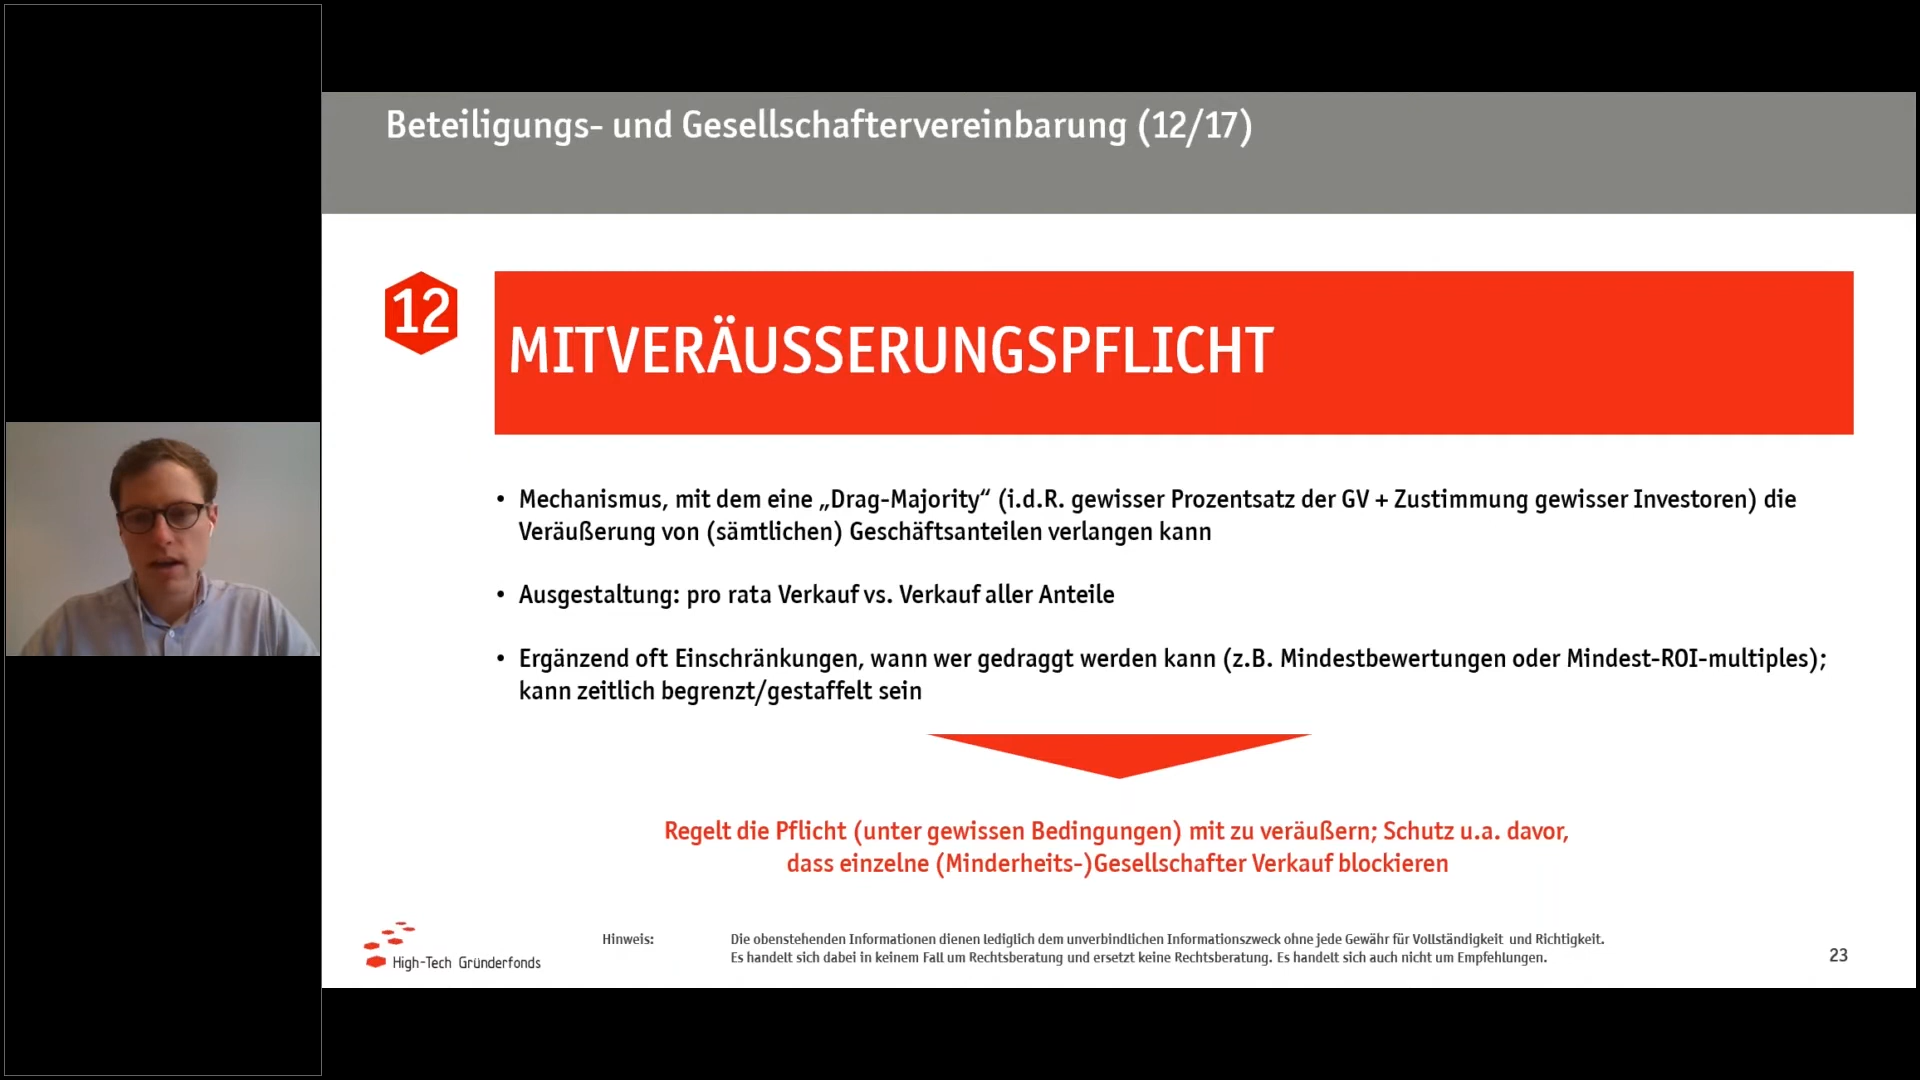 Beteiligungs- und Gesellschaftervereinbarung (12/17)
12
MITVERÄUSSERUNGSPFLICHT
• Mechanismus, mit dem eine „Drag-Majority“ (i.d.R. gewisser Prozentsatz der GV + Zustimmung gewisser Investoren) die
Veräußerung von (sämtlichen) Geschäftsanteilen verlangen kann
• Ausgestaltung: pro rata Verkauf vs. Verkauf aller Anteile
• Ergänzend oft Einschränkungen, wann wer gedraggt werden kann (z.B. Mindestbewertungen oder Mindest-ROI-multiples);
kann zeitlich begrenzt/gestaffelt sein
Regelt die Pflicht (unter gewissen Bedingungen) mit zu veräußern; Schutz u.a. davor,
dass einzelne (Minderheits-)Gesellschafter Verkauf blockieren
High-Tech Gründerfonds
Hinweis: Die obenstehenden Informationen dienen lediglich dem unverbindlichen Informationszweck ohne jede Gewähr für Vollständigkeit und Richtigkeit.
Es handelt sich dabei in keinem Fall um Rechtsberatung und ersetzt keine Rechtsberatung. Es handelt sich auch nicht um Empfehlungen.
23